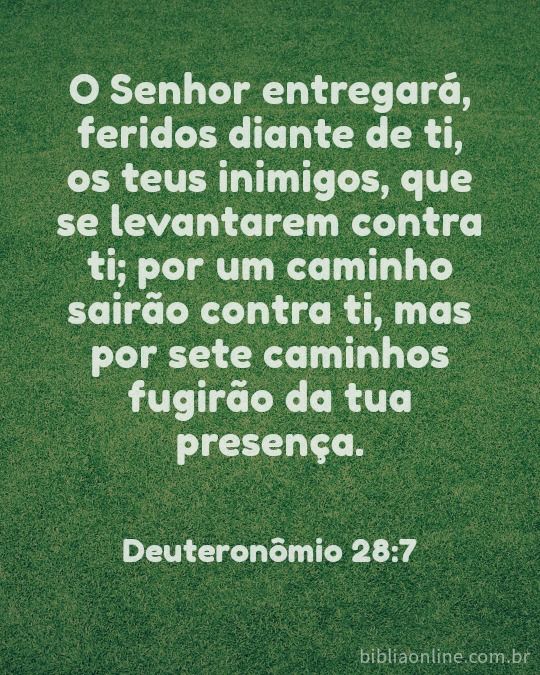 O Senhor entregará,
feridos diante de ti,
os teus inimigos, que
se levantarem contra
ti; por um caminho
sairão contra ti, mas
por sete caminhos
fugirão da tua
presença.
Deuteronômio 28:7
bibliaonline.com.br